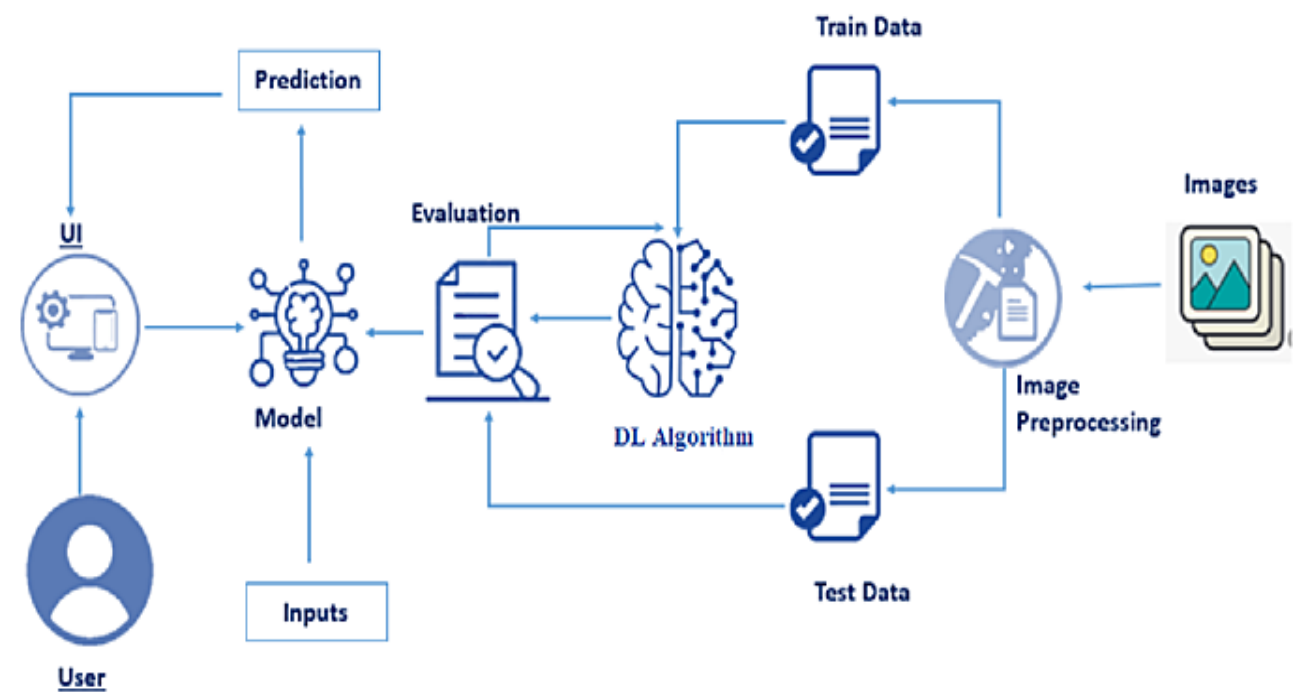 Train Data
Prediction
Images
Evaluation
UI
Image
Preprocessing
Model
DL Algorithm
Test Data
Inputs
User